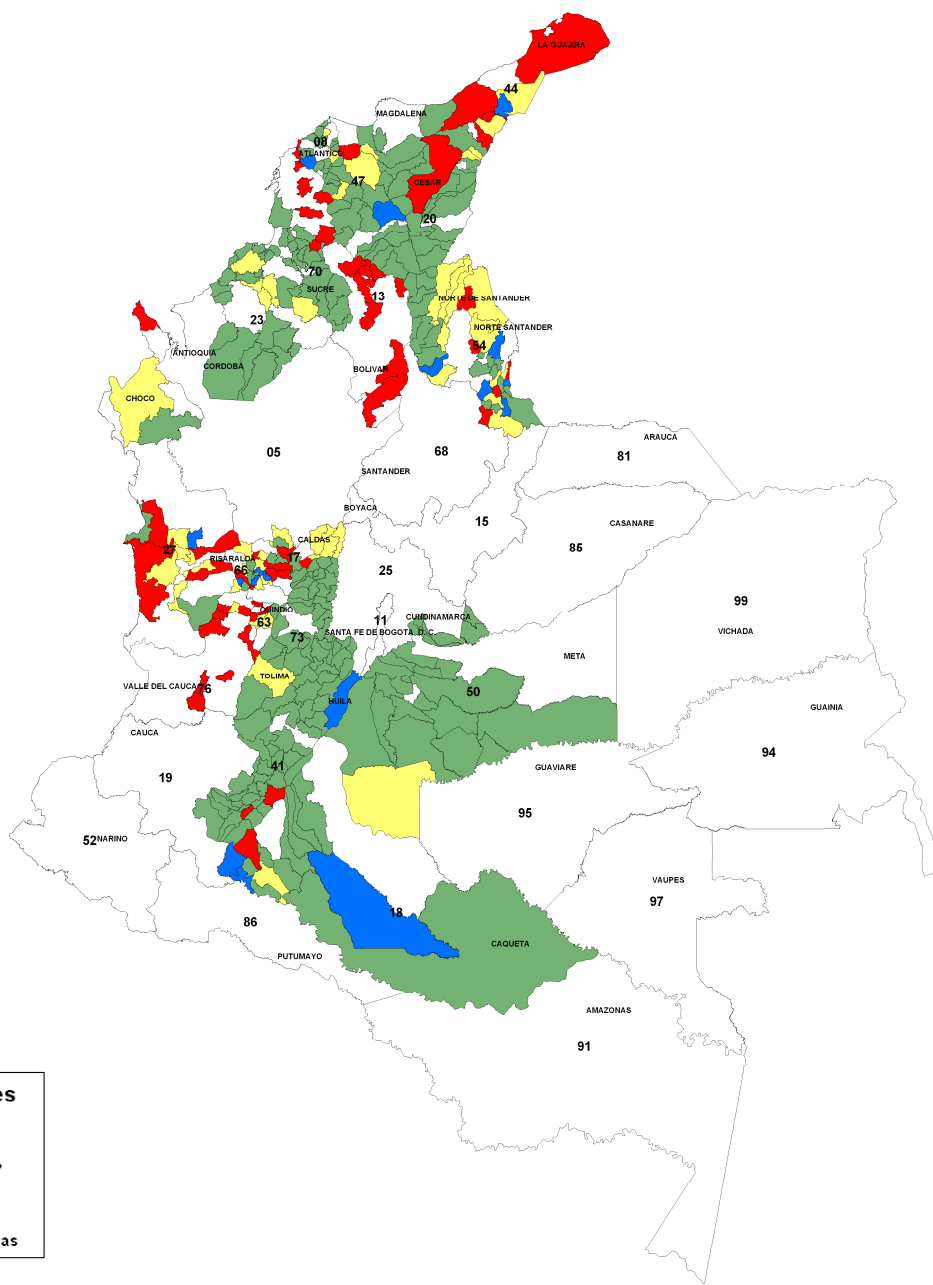 LA GUAJIRA
44
MAGDALENA
08
ATLANTICO
47
CESAR
20
70
SUCRE
13
NORTE DE SANTANDER
23
NORTE SANTANDER
54
ANTIOQUIA
CORDOBA
BOLIVAR
CHOCO
ARAUCA
05
68
81
SANTANDER
BOYACA
15
CASANARE
CALDAS
27
17
85
RISARALDA
66
25
99
QUINDIO
11
CUNDINAMARCA
63
73
SANTA FE DE BOGOTA D. C
VICHADA
META
TOLIMA
VALLE DEL CAUCA
76
50
HUILA
GUAINIA
CAUCA
94
41
GUAVIARE
19
95
52
NARINO
VAUPES
97
18
86
CAQUETA
PUTUMAYO
AMAZONAS
91
es
as